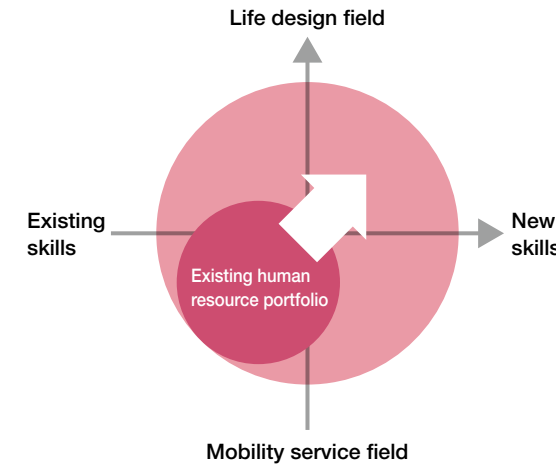 Life design field
Existing
skills
New
skills
Existing human
resource portfolio
Mobility service field